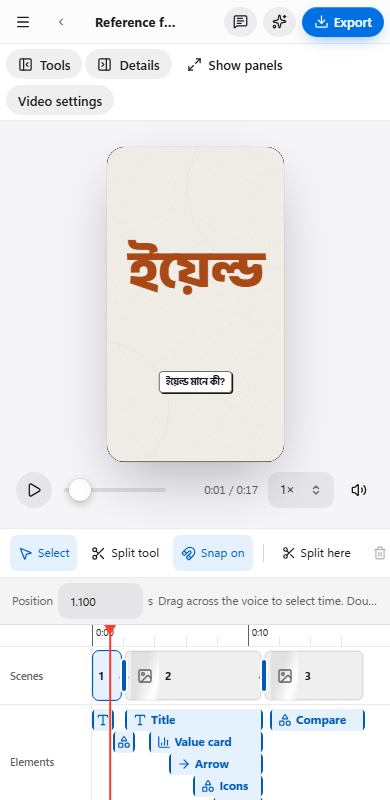 Reference f...
Export
Tools
Details
Show panels
Video settings
ইয়েল্ড
ইয়েল্ড মানে কী?
0:01 / 0:17
1×
Select
Split tool
Snap on
Split here
Position
1.100
s
Drag across the voice to select time. Dou...
0:00
0:10
Scenes
1
2
3
Title
Compare
Value card
Elements
Arrow
Icons